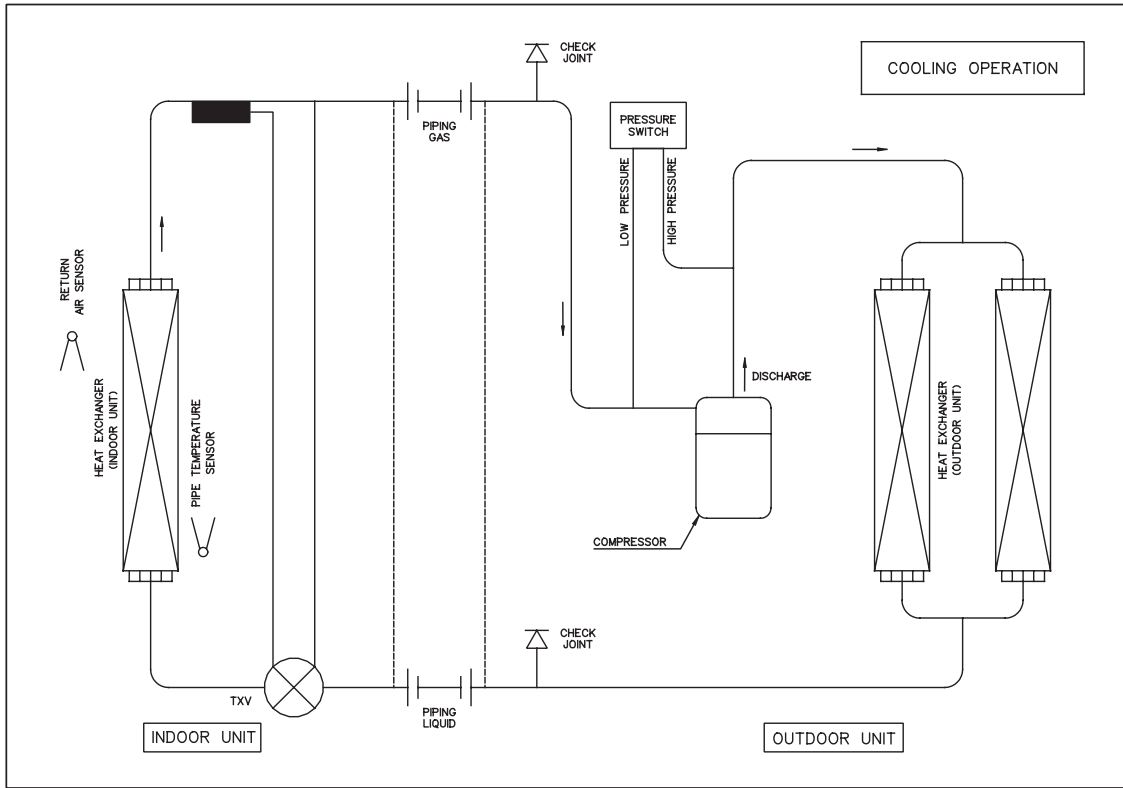 CHECK
JOINT
COOLING OPERATION
PIPING
GAS
PRESSURE
SWITCH
LOW PRESSURE
HIGH PRESSURE
RETURN
AIR SENSOR
HEAT EXCHANGER
(INDOOR UNIT)
PIPE TEMPERATURE
SENSOR
DISCHARGE
COMPRESSOR
HEAT EXCHANGER
(OUTDOOR UNIT)
CHECK
JOINT
TXV
PIPING
LIQUID
INDOOR UNIT
OUTDOOR UNIT